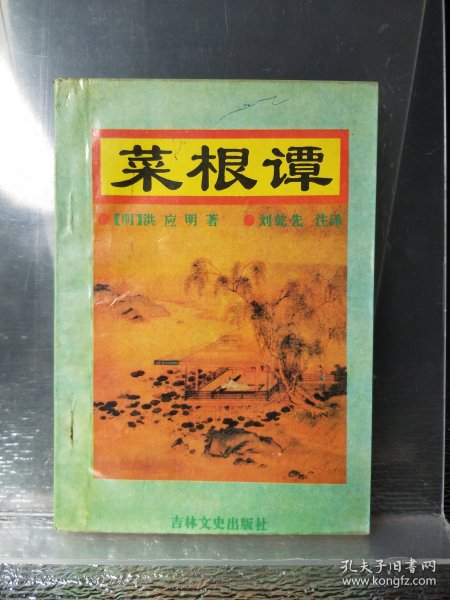 菜根谭
【明】洪应明著 刘乾先 注译
吉林文史出版社
孔夫子旧书网
www.kongfz.com